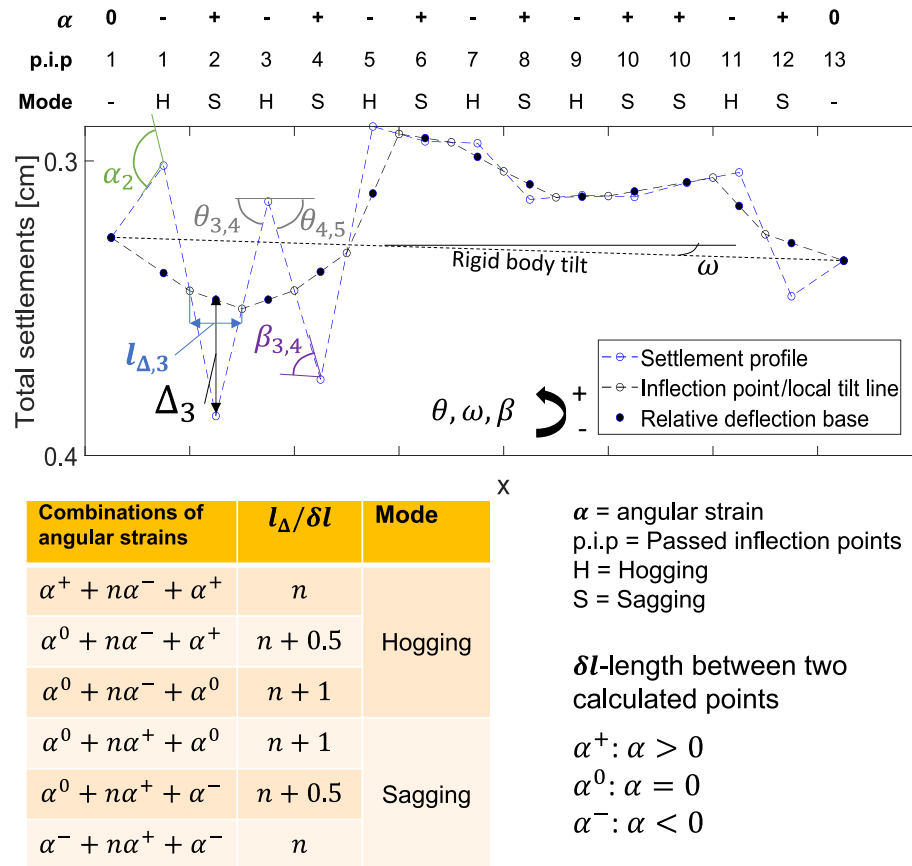 α 0 - + - + - + - + - + + - + 0
p.i.p 1 1 2 3 4 5 6 7 8 9 10 10 11 12 13
Mode - H S H S H S H S H S S H S -
Total settlements [cm]
0.3
0.4
α₂
θ₃,₄
θ₄,₅
Rigid body tilt
ω
l_Δ,₃
β₃,₄
Δ₃
θ, ω, β
+
-
Settlement profile
Inflection point/local tilt line
Relative deflection base
x
Combinations of
angular strains
l_Δ/δl
Mode
α⁺ + nα⁻ + α⁺
n
α⁰ + nα⁻ + α⁺
n + 0.5
Hogging
α⁰ + nα⁻ + α⁰
n + 1
α⁰ + nα⁺ + α⁰
n + 1
α⁰ + nα⁺ + α⁻
n + 0.5
Sagging
α⁻ + nα⁺ + α⁻
n
α = angular strain
p.i.p = Passed inflection points
H = Hogging
S = Sagging
δl-length between two
calculated points
α⁺: α > 0
α⁰: α = 0
α⁻: α < 0